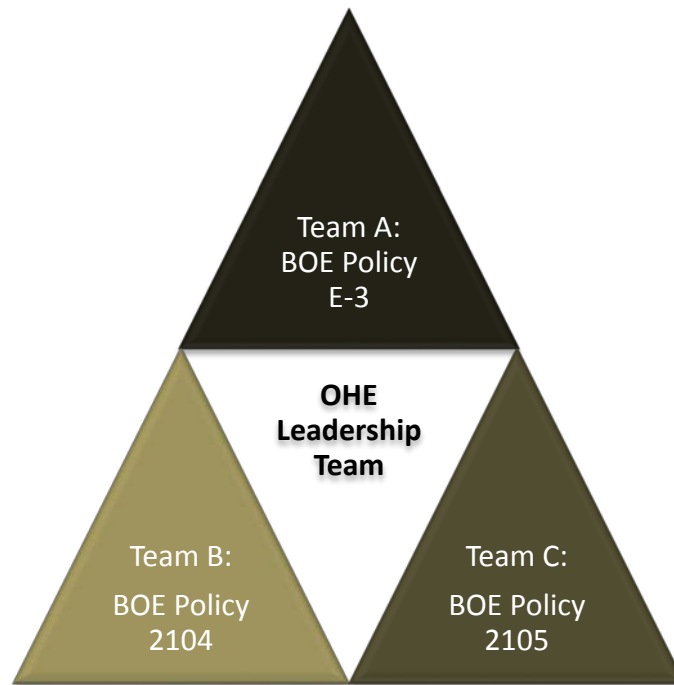 Team A:
BOE Policy
E-3
OHE
Leadership
Team
Team B:
BOE Policy
2104
Team C:
BOE Policy
2105